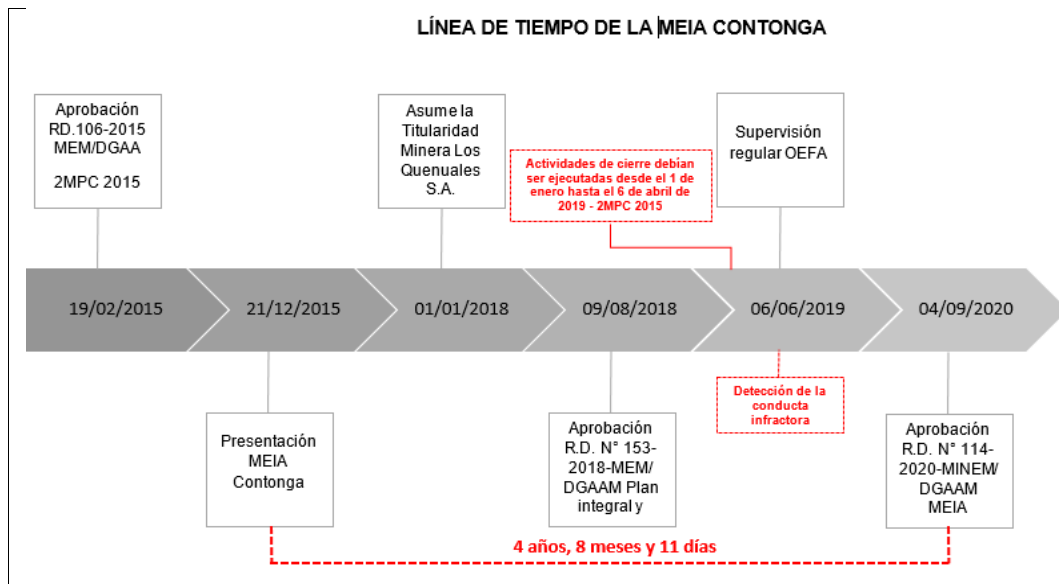 LÍNEA DE TIEMPO DE LA MEIA CONTONGA
Aprobación
RD.106-2015
MEM/DGAA
2MPC 2015
Asume la
Titularidad
Minera Los
Quenuales
S.A.
Actividades de cierre debían
ser ejecutadas desde el 1 de
enero hasta el 6 de abril de
2019 - 2MPC 2015
Supervisión
regular OEFA
19/02/2015
21/12/2015
01/01/2018
09/08/2018
06/06/2019
04/09/2020
Presentación
MEIA
Contonga
Aprobación
R.D. N° 153-
2018-MEM/
DGAAM Plan
integral y
Detección de la
conducta
infractora
Aprobación
R.D. N° 114-
2020-MINEM/
DGAAM
MEIA
4 años, 8 meses y 11 días